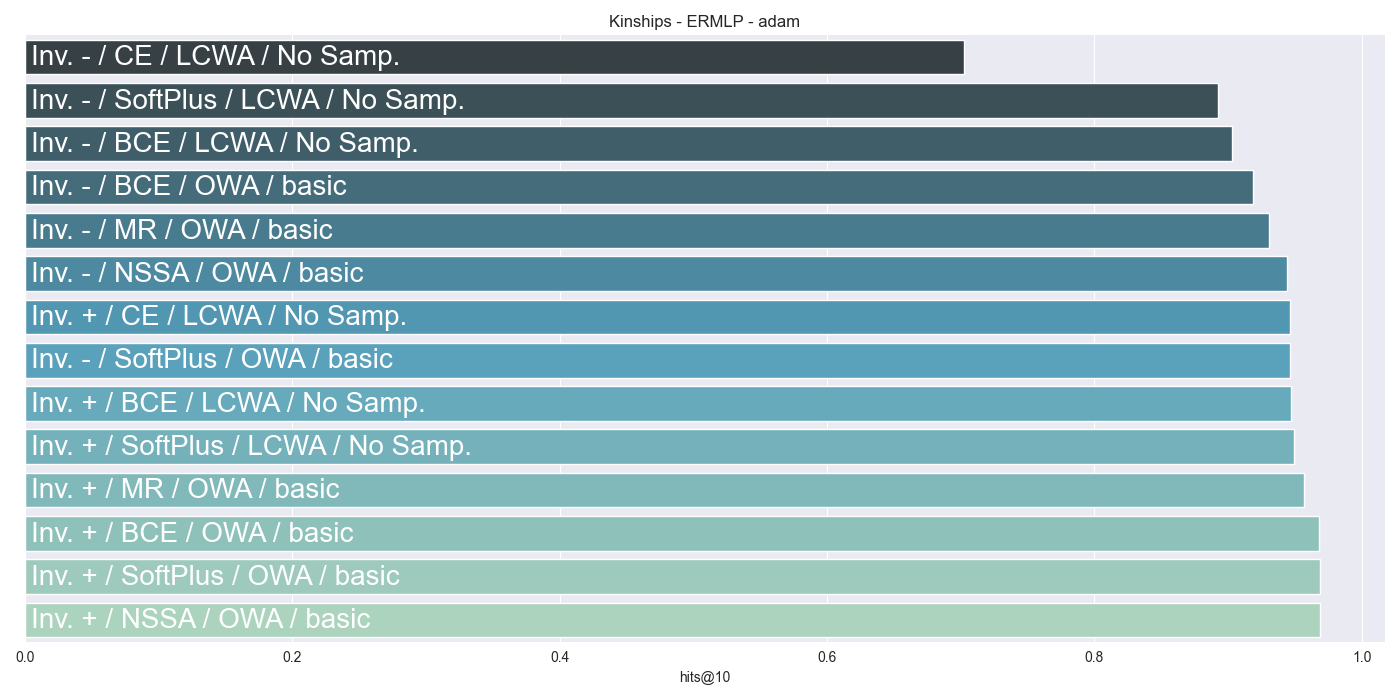 Kinships - ERMLP - adam
Inv. - / CE / LCWA / No Samp.
Inv. - / SoftPlus / LCWA / No Samp.
Inv. - / BCE / LCWA / No Samp.
Inv. - / BCE / OWA / basic
Inv. - / MR / OWA / basic
Inv. - / NSSA / OWA / basic
Inv. + / CE / LCWA / No Samp.
Inv. - / SoftPlus / OWA / basic
Inv. + / BCE / LCWA / No Samp.
Inv. + / SoftPlus / LCWA / No Samp.
Inv. + / MR / OWA / basic
Inv. + / BCE / OWA / basic
Inv. + / SoftPlus / OWA / basic
Inv. + / NSSA / OWA / basic
0.0 0.2 0.4 0.6 0.8 1.0
hits@10